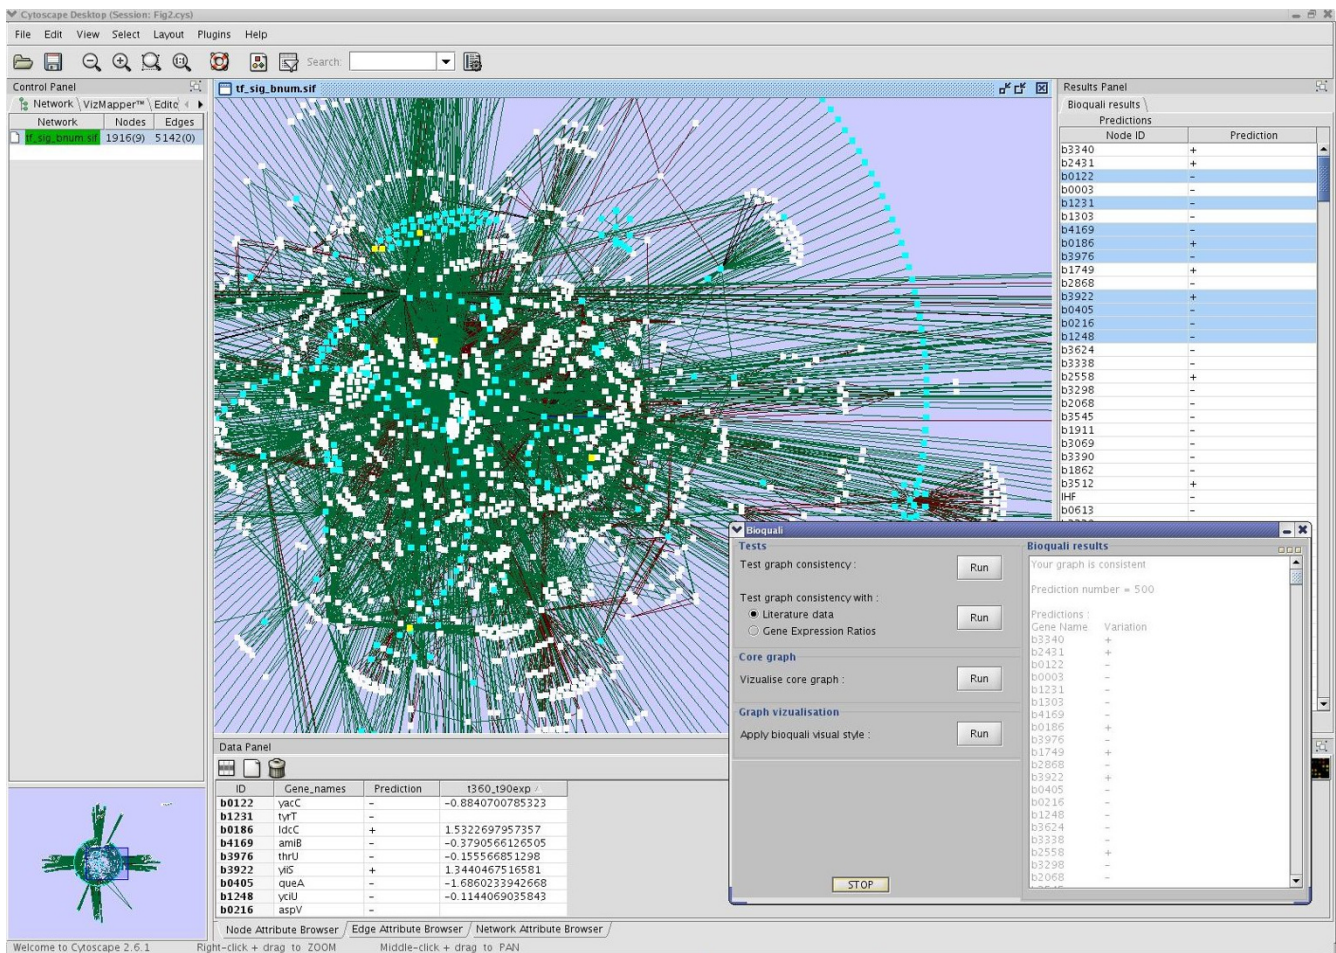 Cytoscape Desktop (Session: Fig2.cys)
File Edit View Select Layout Plugins Help
Search:
Control Panel
Network VizMapper™ Edito
Network Nodes Edges
tf_sig_bnum.sif 1916(9) 5142(0)
tf_sig_bnum.sif
Results Panel
Bioquali results
Predictions
Node ID Prediction
b3340 +
b2431 +
b0122 -
b0003 -
b1231 -
b1303 -
b4169 -
b0186 +
b3976 -
b1749 +
b2868 -
b3922 +
b0405 -
b0216 -
b1248 -
b3624 -
b3338 -
b2558 +
b3298 -
b2068 -
b3545 -
b1911 -
b3069 -
b3390 -
b1862 -
b3512 +
IHF -
b0613 -
Bioquali
Tests
Test graph consistency : Run
Test graph consistency with :
Literature data Run
Gene Expression Ratios
Core graph
Vizualise core graph : Run
Graph vizualisation
Apply bioquali visual style : Run
STOP
Bioquali results
Your graph is consistent
Prediction number = 500
Predictions :
Gene Name Variation
b3340 +
b2431 +
b0122 -
b0003 -
b1231 -
b1303 -
b4169 -
b0186 +
b3976 -
b1749 +
b2868 -
b3922 +
b0405 -
b0216 -
b1248 -
b3624 -
b3338 -
b2558 +
b3298 -
b2068 -
Data Panel
ID Gene_names Prediction t360_t90exp
b0122 yacC - -0.8840700785323
b1231 tyrT -
b0186 ldcC + 1.5322697957357
b4169 amiB - -0.3790566126505
b3976 thrU - -0.155566851298
b3922 yiiS + 1.3440467516581
b0405 queA - -1.6860233942668
b1248 yciU - -0.1144069035843
b0216 aspV -
Node Attribute Browser Edge Attribute Browser Network Attribute Browser
Welcome to Cytoscape 2.6.1 Right-click + drag to ZOOM Middle-click + drag to PAN